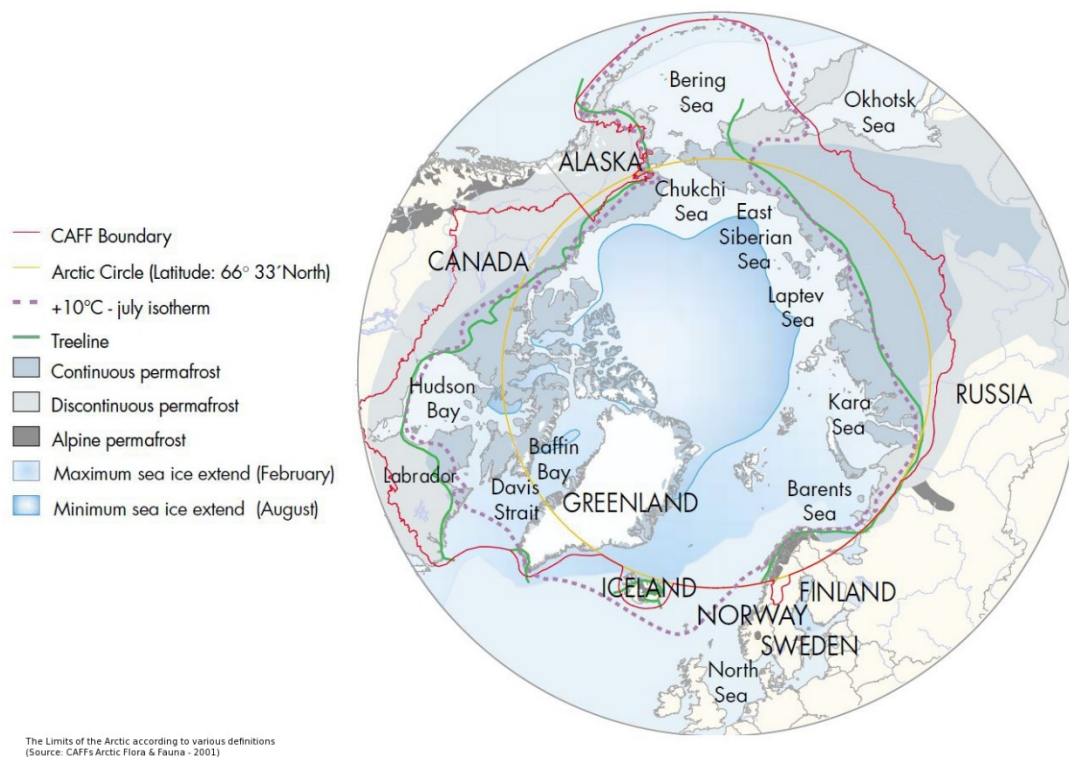 CAFF Boundary
Arctic Circle (Latitude: 66° 33´North)
+10°C - july isotherm
Treeline
Continuous permafrost
Discontinuous permafrost
Alpine permafrost
Maximum sea ice extend (February)
Minimum sea ice extend (August)
Bering
Sea
Okhotsk
Sea
ALASKA
Chukchi
Sea
East
Siberian
Sea
CANADA
Laptev
Sea
Hudson
Bay
Kara
Sea
RUSSIA
Baffin
Bay
Labrador
Davis
Strait
GREENLAND
Barents
Sea
ICELAND
FINLAND
NORWAY
SWEDEN
North
Sea
The Limits of the Arctic according to various definitions
(Source: CAFFs Arctic Flora & Fauna - 2001)